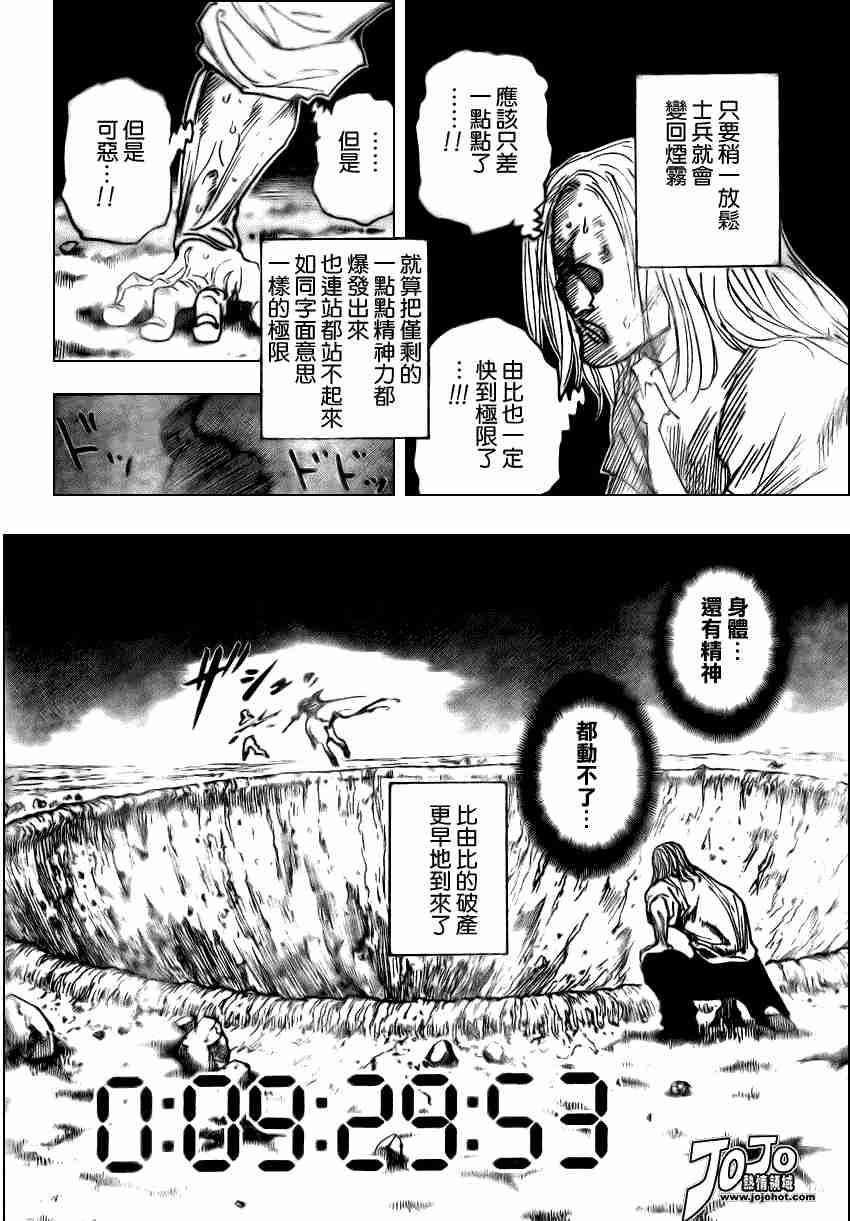 只要稍一放鬆
士兵就會
變回煙霧
應該只差
一點點了
……!!
由比也一定
快到極限了
…!!!
……
但是
但是
可惡…!!
就算把僅剩的
一點點精神力都
爆發出來
也連站都站不起來
如同字面意思
一樣的極限
ドドッ
ドッ
ザッ
身體…
還有精神
都動不了…
比由比的破產
更早地到來了
0:09:29:53
JOJO
熱情領域
www.jojohot.com